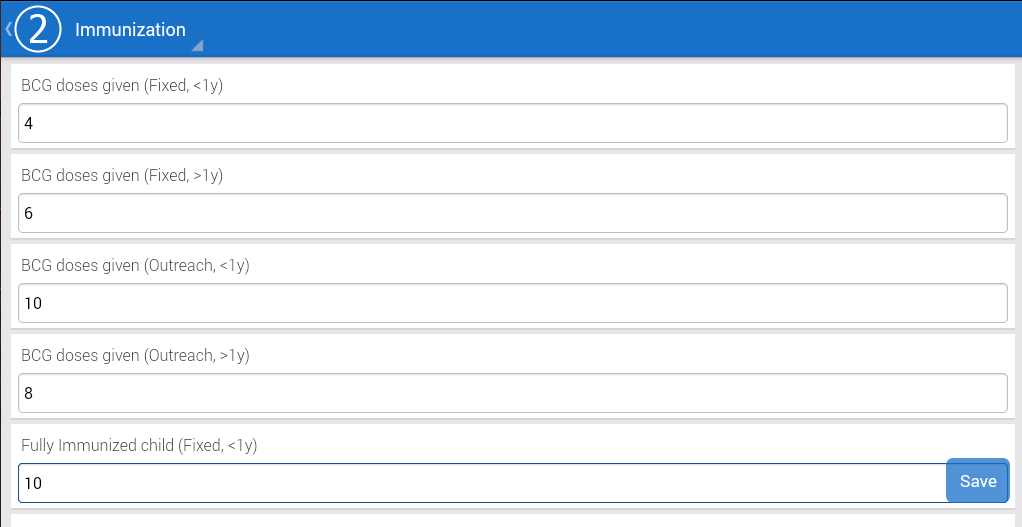 2 Immunization
BCG doses given (Fixed, <1y)
4
BCG doses given (Fixed, >1y)
6
BCG doses given (Outreach, <1y)
10
BCG doses given (Outreach, >1y)
8
Fully Immunized child (Fixed, <1y)
10
Save